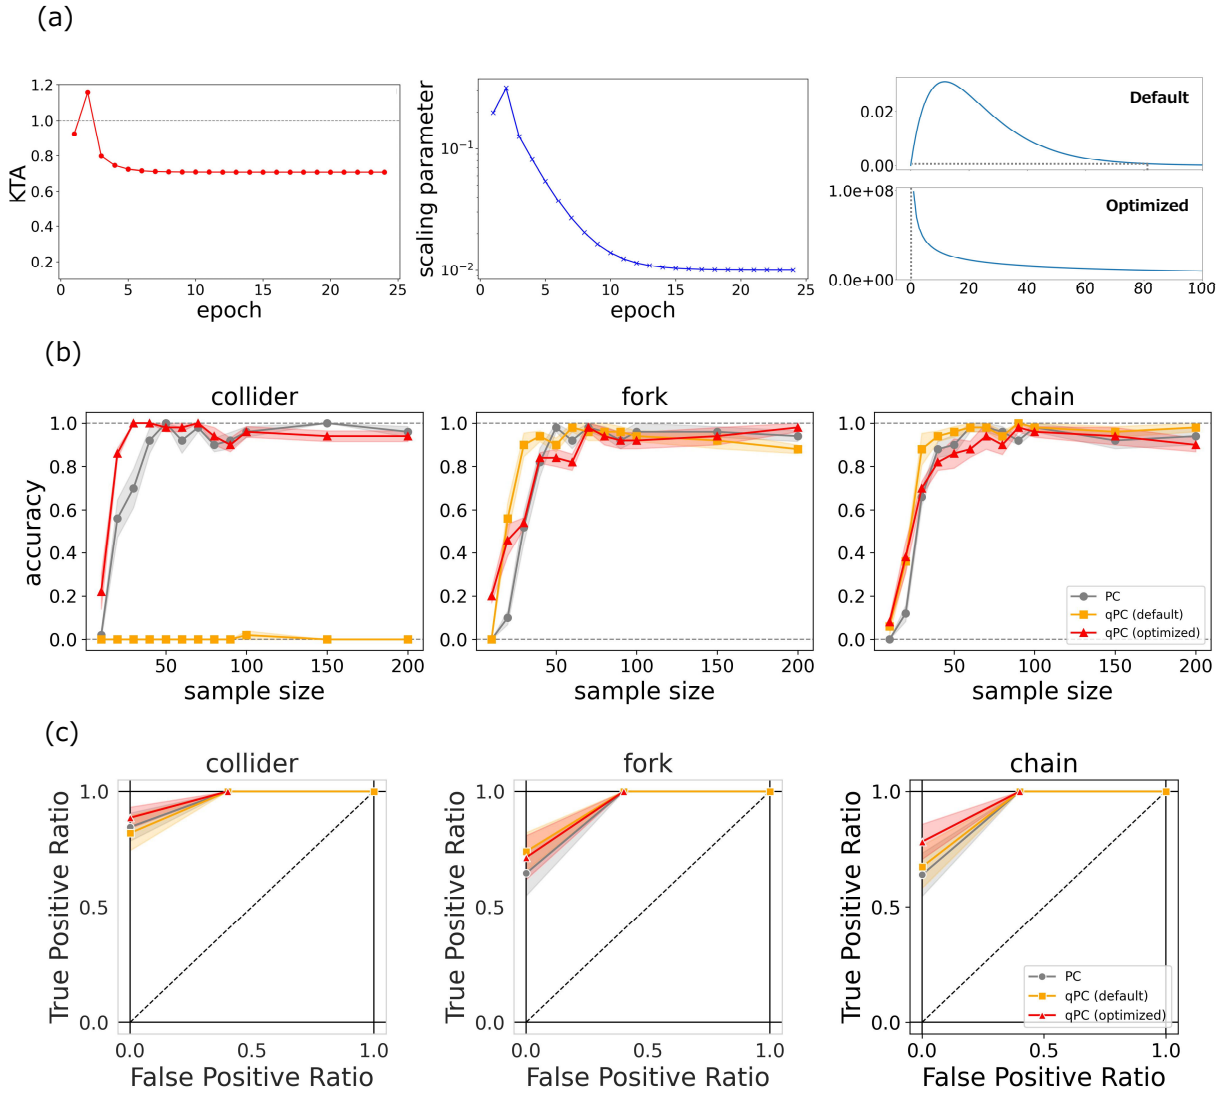 (a)
1.2
1.0
0.8
0.6
0.4
0.2
KTA
0 5 10 15 20 25
epoch
scaling parameter
10⁻¹
10⁻²
0 5 10 15 20 25
epoch
0.02
0.00
Default
1.0e+08
0.0e+00
Optimized
0 20 40 60 80 100
(b)
collider
fork
chain
accuracy
1.0
0.8
0.6
0.4
0.2
0.0
50 100 150 200
sample size
1.0
0.8
0.6
0.4
0.2
0.0
50 100 150 200
sample size
1.0
0.8
0.6
0.4
0.2
0.0
PC
qPC (default)
qPC (optimized)
50 100 150 200
sample size
(c)
collider
fork
chain
True Positive Ratio
1.0
0.5
0.0
0.0 0.5 1.0
False Positive Ratio
True Positive Ratio
1.0
0.5
0.0
0.0 0.5 1.0
False Positive Ratio
True Positive Ratio
1.0
0.5
0.0
PC
qPC (default)
qPC (optimized)
0.0 0.5 1.0
False Positive Ratio